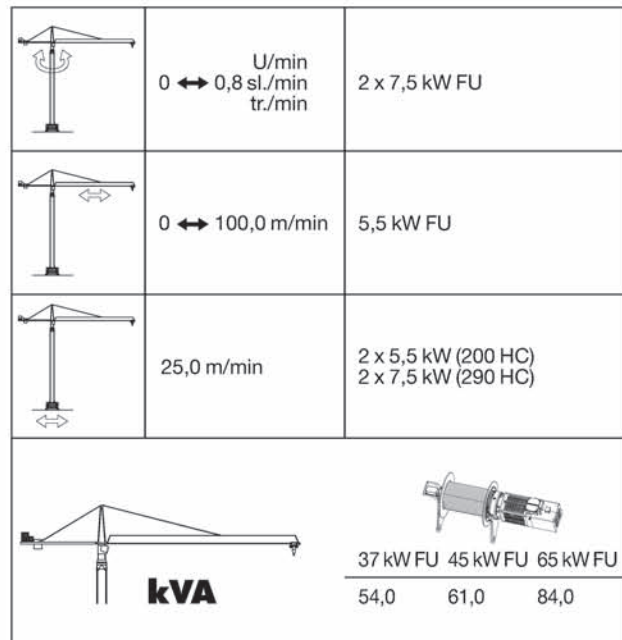 U/min
0 ↔ 0,8 sl./min
tr./min
2 x 7,5 kW FU
0 ↔ 100,0 m/min
5,5 kW FU
25,0 m/min
2 x 5,5 kW (200 HC)
2 x 7,5 kW (290 HC)
kVA
37 kW FU 45 kW FU 65 kW FU
54,0 61,0 84,0